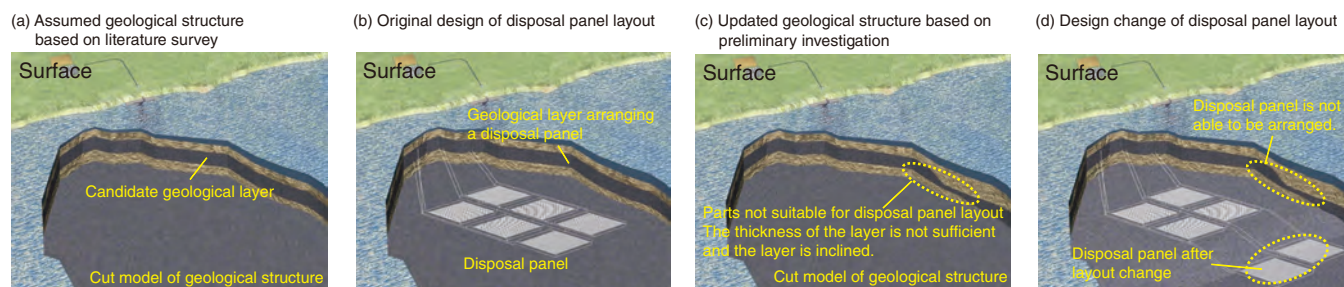 (a) Assumed geological structure
based on literature survey
Surface
Candidate geological layer
Cut model of geological structure
(b) Original design of disposal panel layout
Surface
Geological layer arranging
a disposal panel
Disposal panel
(c) Updated geological structure based on
preliminary investigation
Surface
Parts not suitable for disposal panel layout
The thickness of the layer is not sufficient
and the layer is inclined.
Cut model of geological structure
(d) Design change of disposal panel layout
Surface
Disposal panel is not
able to be arranged.
Disposal panel after
layout change